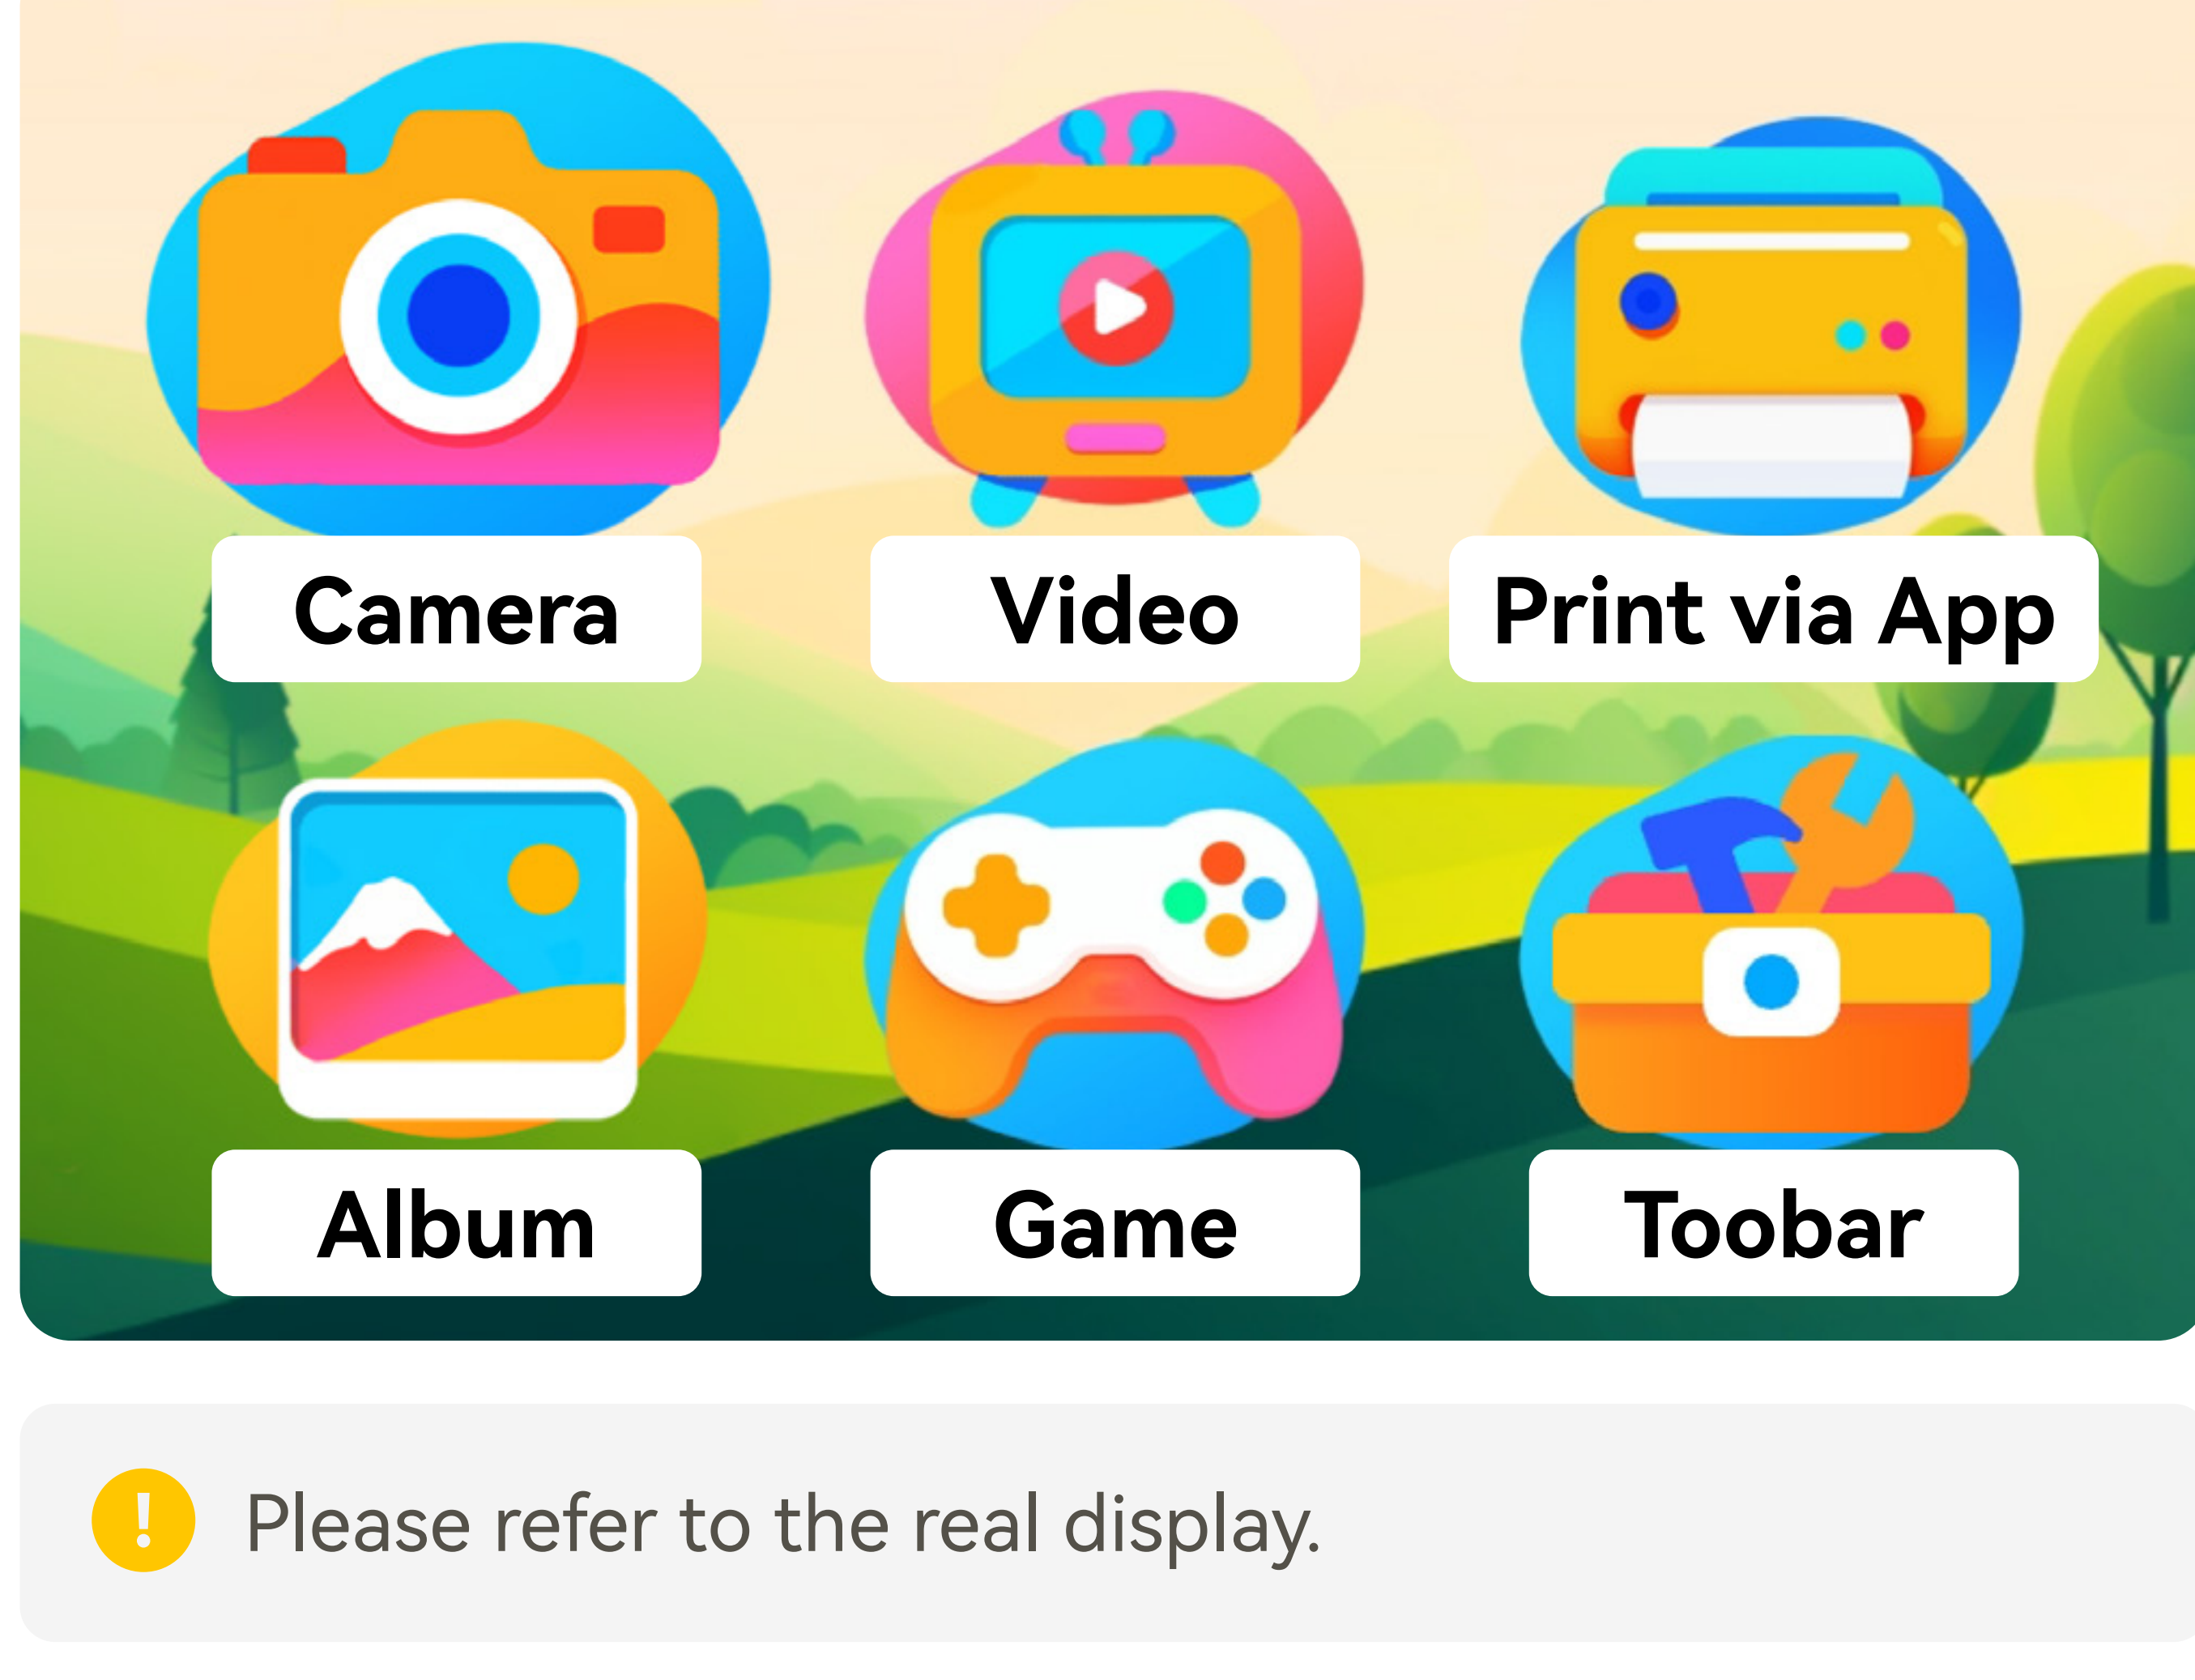 Camera
Video
Print via App
Album
Game
Toobar
Please refer to the real display.